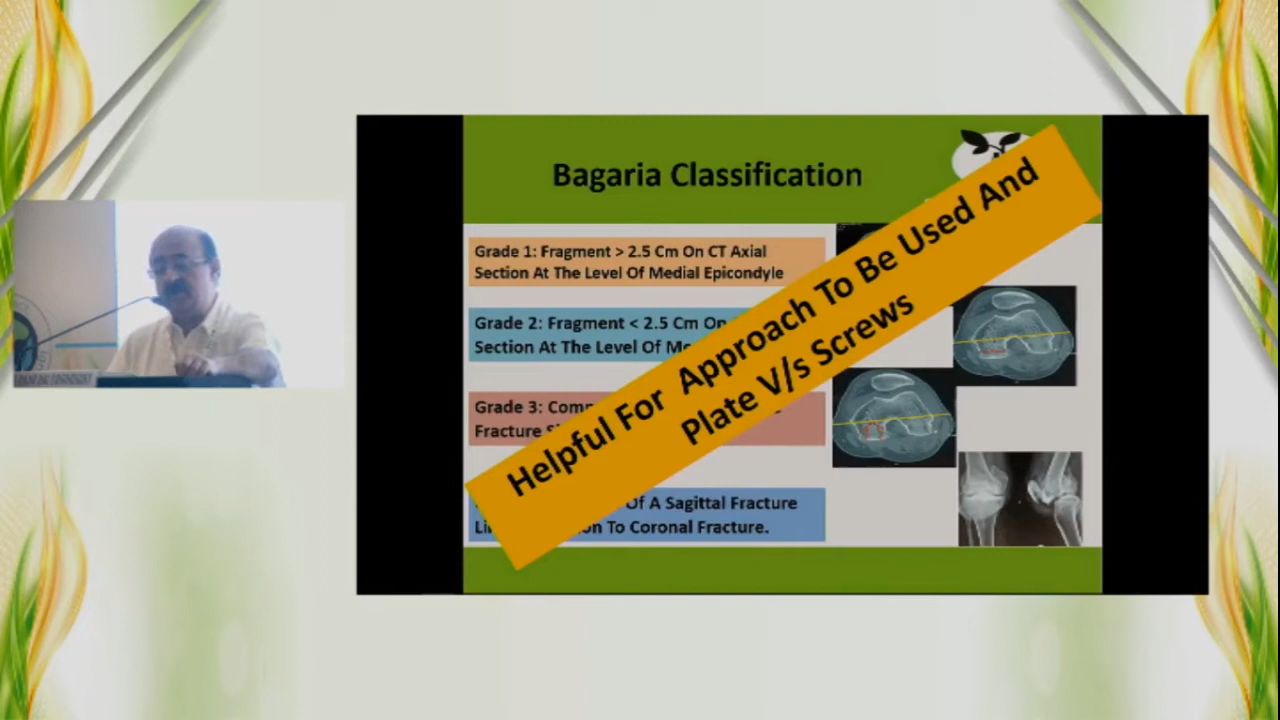 Bagaria Classification
Grade 1: Fragment > 2.5 Cm On CT Axial
Section At The Level Of Medial Epicondyle
Grade 2: Fragment < 2.5 Cm On
Section At The Level Of
Grade 3:
Fracture
Of A Sagittal Fracture
To Coronal Fracture.
Helpful For Approach To Be Used And
Plate V/s Screws